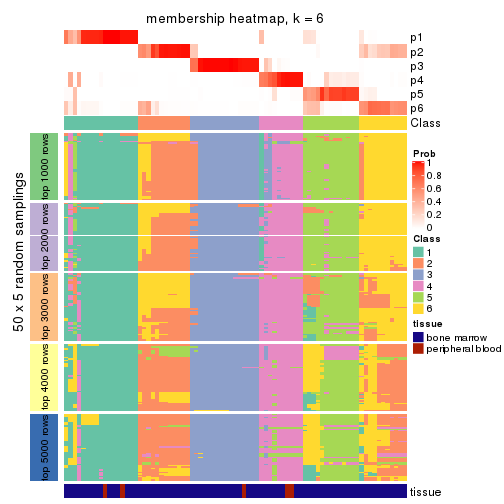 membership heatmap, k = 6
p1
p2
p3
p4
p5
p6
Class
50 x 5 random samplings
top 1000 rows
top 2000 rows
top 3000 rows
top 4000 rows
top 5000 rows
Prob
1
0.8
0.6
0.4
0.2
0
Class
1
2
3
4
5
6
tissue
bone marrow
peripheral blood
tissue